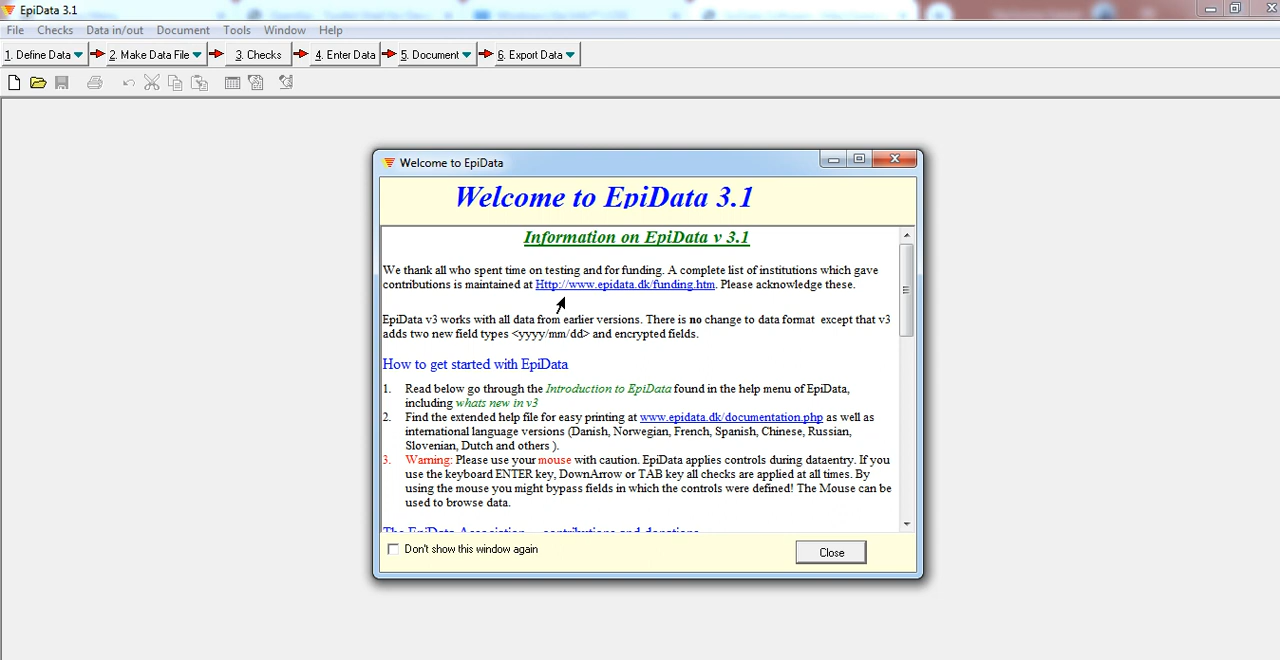 EpiData 3.1
File Checks Data in/out Document Tools Window Help
1. Define Data 2. Make Data File 3. Checks 4. Enter Data 5. Document 6. Export Data
Welcome to EpiData
Welcome to EpiData 3.1
Information on EpiData v 3.1
We thank all who spent time on testing and for funding. A complete list of institutions which gave
contributions is maintained at Http://www.epidata.dk/funding.htm. Please acknowledge these.
EpiData v3 works with all data from earlier versions. There is no change to data format except that v3
adds two new field types <yyyy/mm/dd> and encrypted fields.
How to get started with EpiData
1. Read below go through the Introduction to EpiData found in the help menu of EpiData,
including whats new in v3
2. Find the extended help file for easy printing at www.epidata.dk/documentation.php as well as
international language versions (Danish, Norwegian, French, Spanish, Chinese, Russian,
Slovenian, Dutch and others ).
3. Warning: Please use your mouse with caution. EpiData applies controls during dataentry. If you
use the keyboard ENTER key, DownArrow or TAB key all checks are applied at all times. By
using the mouse you might bypass fields in which the controls were defined! The Mouse can be
used to browse data.
The EpiData Association contributions and donations
Don't show this window again
Close